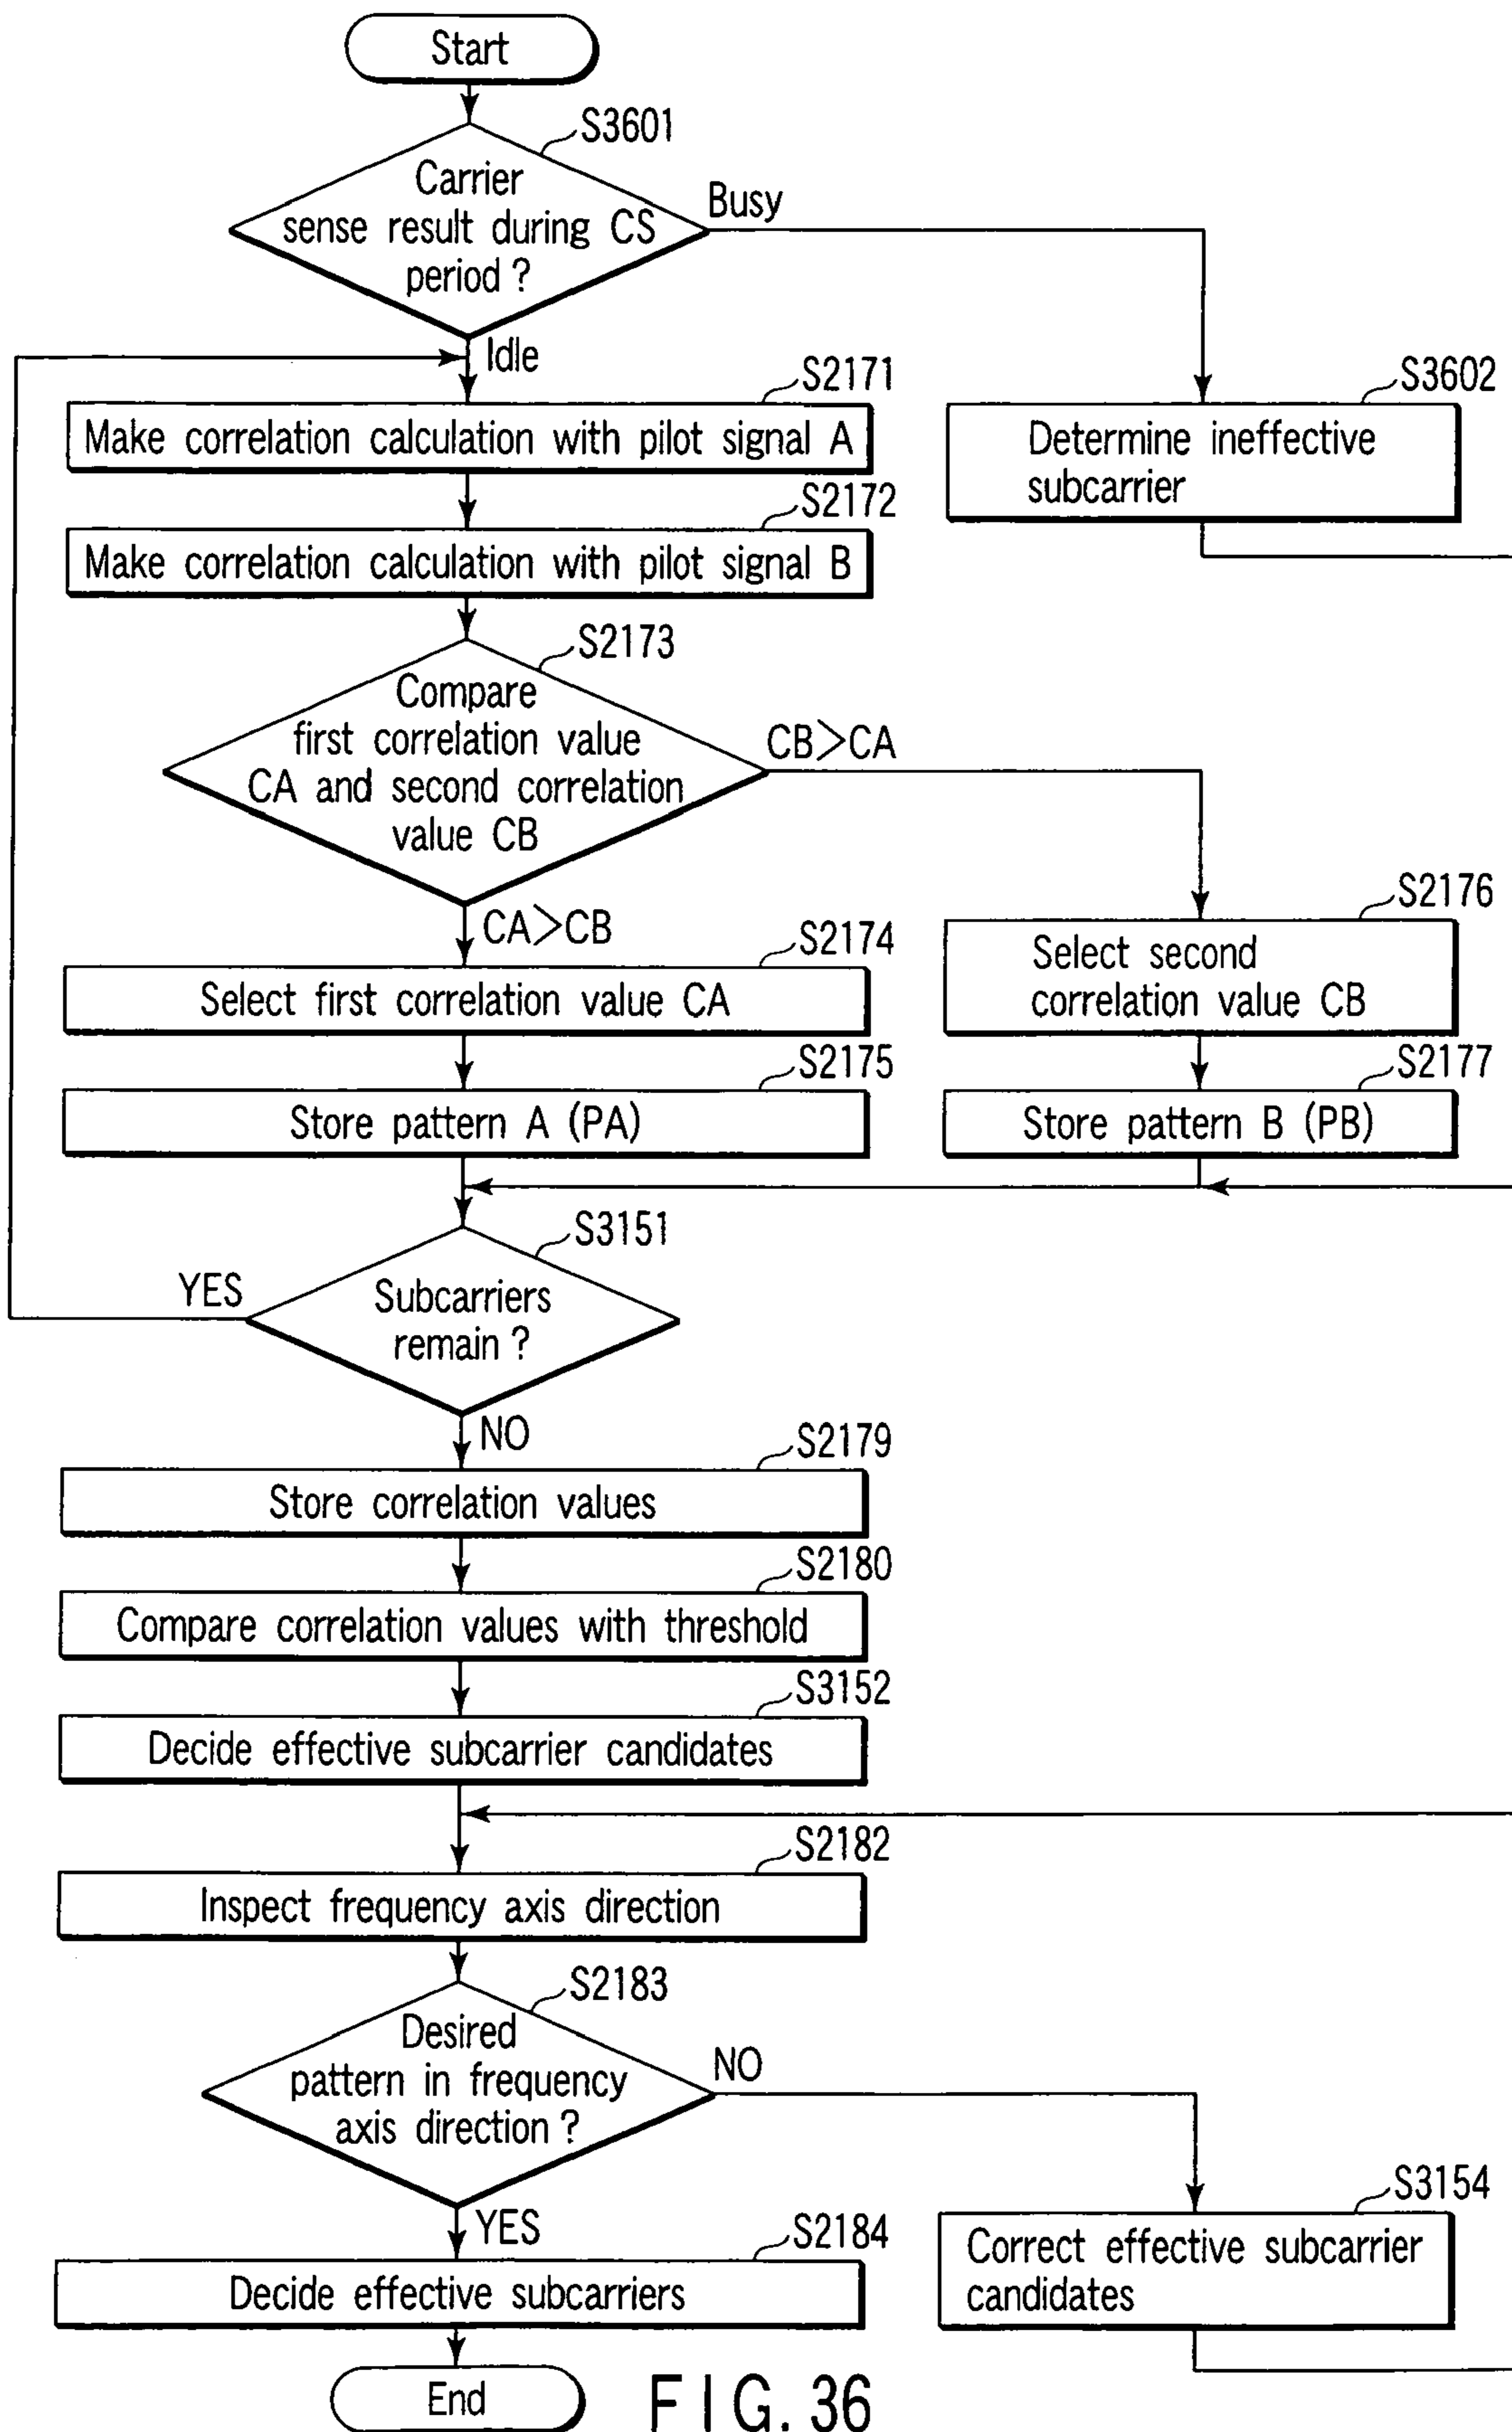 Start
S3601
Carrier
sense result during CS
period ?
Busy
Idle
S2171
Make correlation calculation with pilot signal A
S3602
Determine ineffective
subcarrier
S2172
Make correlation calculation with pilot signal B
S2173
Compare
first correlation value
CA and second correlation
value CB
CB>CA
CA>CB
S2174
Select first correlation value CA
S2176
Select second
correlation value CB
S2175
Store pattern A (PA)
S2177
Store pattern B (PB)
S3151
Subcarriers
remain ?
YES
NO
S2179
Store correlation values
S2180
Compare correlation values with threshold
S3152
Decide effective subcarrier candidates
S2182
Inspect frequency axis direction
S2183
Desired
pattern in frequency
axis direction ?
NO
YES
S2184
Decide effective subcarriers
S3154
Correct effective subcarrier
candidates
End
FIG. 36